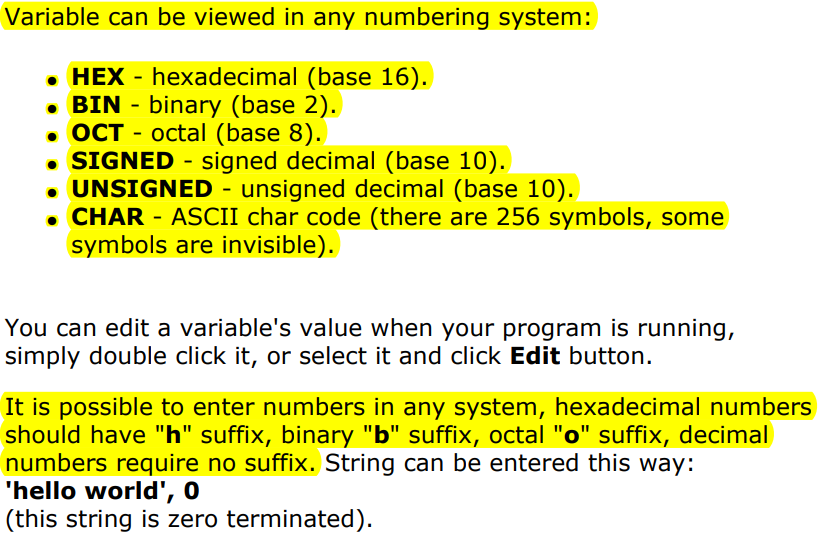 Variable can be viewed in any numbering system:
• HEX - hexadecimal (base 16).
• BIN - binary (base 2).
• OCT - octal (base 8).
• SIGNED - signed decimal (base 10).
• UNSIGNED - unsigned decimal (base 10).
• CHAR - ASCII char code (there are 256 symbols, some
symbols are invisible).
You can edit a variable's value when your program is running,
simply double click it, or select it and click Edit button.
It is possible to enter numbers in any system, hexadecimal numbers
should have "h" suffix, binary "b" suffix, octal "o" suffix, decimal
numbers require no suffix. String can be entered this way:
'hello world', 0
(this string is zero terminated).